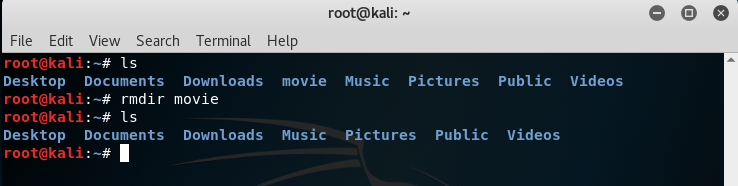 root@kali: ~
File Edit View Search Terminal Help
root@kali:~# ls
Desktop Documents Downloads movie Music Pictures Public Videos
root@kali:~# rmdir movie
root@kali:~# ls
Desktop Documents Downloads Music Pictures Public Videos
root@kali:~#